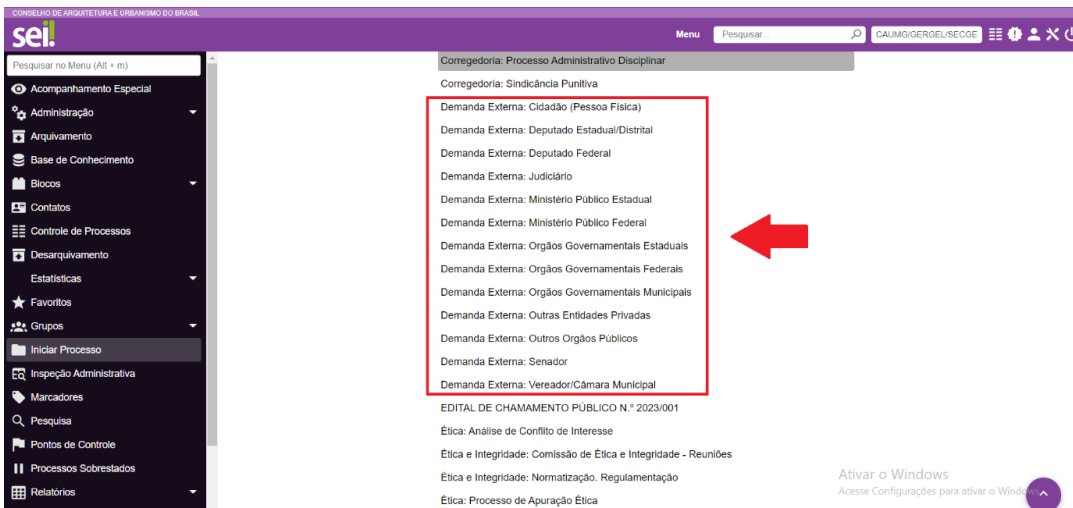 CONSELHO DE ARQUITETURA E URBANISMO DO BRASIL
sei!
Menu
Pesquisar...
CAUMG/GERGEL/SECGE
Pesquisar no Menu (Alt + m)
Acompanhamento Especial
Administração
Arquivamento
Base de Conhecimento
Blocos
Contatos
Controle de Processos
Desarquivamento
Estatísticas
Favoritos
Grupos
Iniciar Processo
Inspeção Administrativa
Marcadores
Pesquisa
Pontos de Controle
Processos Sobrestados
Relatórios
Corregedoria: Processo Administrativo Disciplinar
Corregedoria: Sindicância Punitiva
Demanda Externa: Cidadão (Pessoa Física)
Demanda Externa: Deputado Estadual/Distrital
Demanda Externa: Deputado Federal
Demanda Externa: Judiciário
Demanda Externa: Ministério Público Estadual
Demanda Externa: Ministério Público Federal
Demanda Externa: Orgãos Governamentais Estaduais
Demanda Externa: Orgãos Governamentais Federais
Demanda Externa: Orgãos Governamentais Municipais
Demanda Externa: Outras Entidades Privadas
Demanda Externa: Outros Orgãos Públicos
Demanda Externa: Senador
Demanda Externa: Vereador/Câmara Municipal
EDITAL DE CHAMAMENTO PÚBLICO N.º 2023/001
Ética: Análise de Conflito de Interesse
Ética e Integridade: Comissão de Ética e Integridade - Reuniões
Ética e Integridade: Normatização. Regulamentação
Ética: Processo de Apuração Ética
Ativar o Windows
Acesse Configurações para ativar o Windows.